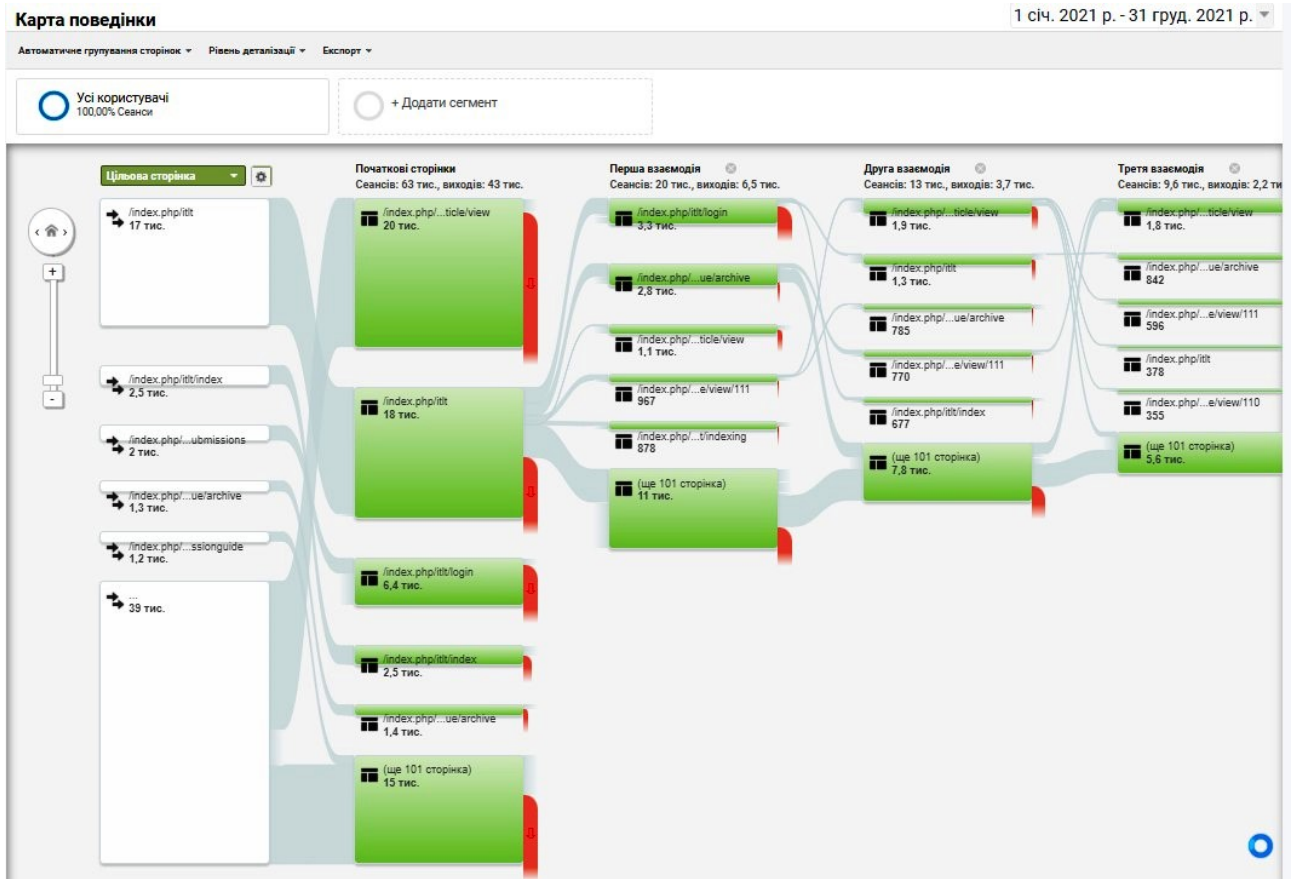 Карта поведінки
1 січ. 2021 р. - 31 груд. 2021 р.
Автоматичне групування сторінок
Рівень деталізації
Експорт
Усі користувачі
100,00% Сеанси
+ Додати сегмент
Цільова сторінка
/index.php/itlt
17 тис.
/index.php/itlt/index
2,5 тис.
/index.php/...ubmissions
2 тис.
/index.php/...ue/archive
1,3 тис.
/index.php/...ssionguide
1,2 тис.
...
39 тис.
Початкові сторінки
Сеансів: 63 тис., виходів: 43 тис.
/index.php/...ticle/view
20 тис.
/index.php/itlt
18 тис.
/index.php/itlt/login
6,4 тис.
/index.php/itlt/index
2,5 тис.
/index.php/...ue/archive
1,4 тис.
(ще 101 сторінка)
15 тис.
Перша взаємодія
Сеансів: 20 тис., виходів: 6,5 тис.
/index.php/itlt/login
3,3 тис.
/index.php/...ue/archive
2,8 тис.
/index.php/...ticle/view
1,1 тис.
/index.php/...e/view/111
967
/index.php/...t/indexing
878
(ще 101 сторінка)
11 тис.
Друга взаємодія
Сеансів: 13 тис., виходів: 3,7 тис.
/index.php/...ticle/view
1,9 тис.
/index.php/itlt
1,3 тис.
/index.php/...ue/archive
785
/index.php/...e/view/111
770
/index.php/itlt/index
677
(ще 101 сторінка)
7,8 тис.
Третя взаємодія
Сеансів: 9,6 тис., виходів: 2,2 ти
/index.php/...ticle/view
1,8 тис.
/index.php/...ue/archive
842
/index.php/...e/view/111
596
/index.php/itlt
378
/index.php/...e/view/110
355
(ще 101 сторінка)
5,6 тис.